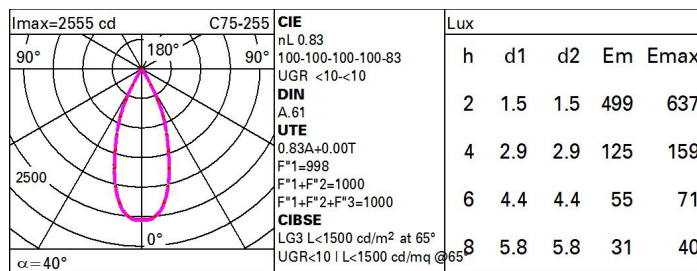 Imax=2555 cd C75-255
90° 180° 90°
2500
0°
α=40°
CIE
nL 0.83
100-100-100-100-83
UGR <10-<10
DIN
A.61
UTE
0.83A+0.00T
F"1=998
F"1+F"2=1000
F"1+F"2+F"3=1000
CIBSE
LG3 L<1500 cd/m² at 65°
UGR<10 | L<1500 cd/mq @65°
Lux
h d1 d2 Em Emax
2 1.5 1.5 499 637
4 2.9 2.9 125 159
6 4.4 4.4 55 71
8 5.8 5.8 31 40